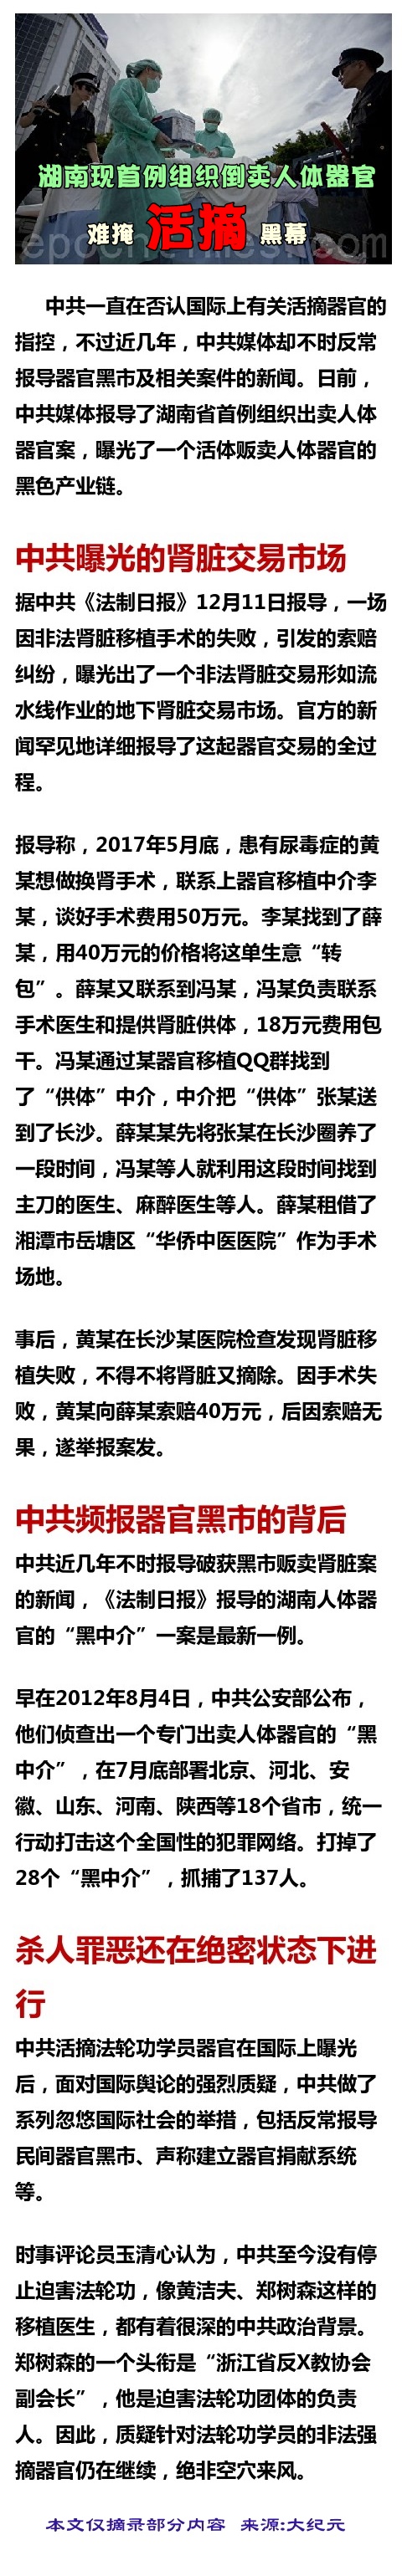 湖南现首例组织倒卖人体器官
难掩 活摘 黑幕
epochtimes.com
中共一直在否认国际上有关活摘器官的
指控，不过近几年，中共媒体却不时反常
报导器官黑市及相关案件的新闻。日前，
中共媒体报导了湖南省首例组织出卖人体
器官案，曝光了一个活体贩卖人体器官的
黑色产业链。
中共曝光的肾脏交易市场
据中共《法制日报》12月11日报导，一场
因非法肾脏移植手术的失败，引发的索赔
纠纷，曝光出了一个非法肾脏交易形如流
水线作业的地下肾脏交易市场。官方的新
闻罕见地详细报导了这起器官交易的全过
程。
报导称，2017年5月底，患有尿毒症的黄
某想做换肾手术，联系上器官移植中介李
某，谈好手术费用50万元。李某找到了薛
某，用40万元的价格将这单生意“转
包”。薛某又联系到冯某，冯某负责联系
手术医生和提供肾脏供体，18万元费用包
干。冯某通过某器官移植QQ群找到
了“供体”中介，中介把“供体”张某送
到了长沙。薛某某先将张某在长沙圈养了
一段时间，冯某等人就利用这段时间找到
主刀的医生、麻醉医生等人。薛某租借了
湘潭市岳塘区“华侨中医医院”作为手术
场地。
事后，黄某在长沙某医院检查发现肾脏移
植失败，不得不将肾脏又摘除。因手术失
败，黄某向薛某索赔40万元，后因索赔无
果，遂举报案发。
中共频报器官黑市的背后
中共近几年不时报导破获黑市贩卖肾脏案
的新闻，《法制日报》报导的湖南人体器
官的“黑中介”一案是最新一例。
早在2012年8月4日，中共公安部公布，
他们侦查出一个专门出卖人体器官的“黑
中介”，在7月底部署北京、河北、安
徽、山东、河南、陕西等18个省市，统一
行动打击这个全国性的犯罪网络。打掉了
28个“黑中介”，抓捕了137人。
杀人罪恶还在绝密状态下进
行
中共活摘法轮功学员器官在国际上曝光
后，面对国际舆论的强烈质疑，中共做了
系列忽悠国际社会的举措，包括反常报导
民间器官黑市、声称建立器官捐献系统
等。
时事评论员玉清心认为，中共至今没有停
止迫害法轮功，像黄洁夫、郑树森这样的
移植医生，都有着很深的中共政治背景。
郑树森的一个头衔是“浙江省反X教协会
副会长”，他是迫害法轮功团体的负责
人。因此，质疑针对法轮功学员的非法强
摘器官仍在继续，绝非空穴来风。
本文仅摘录部分内容 来源:大纪元